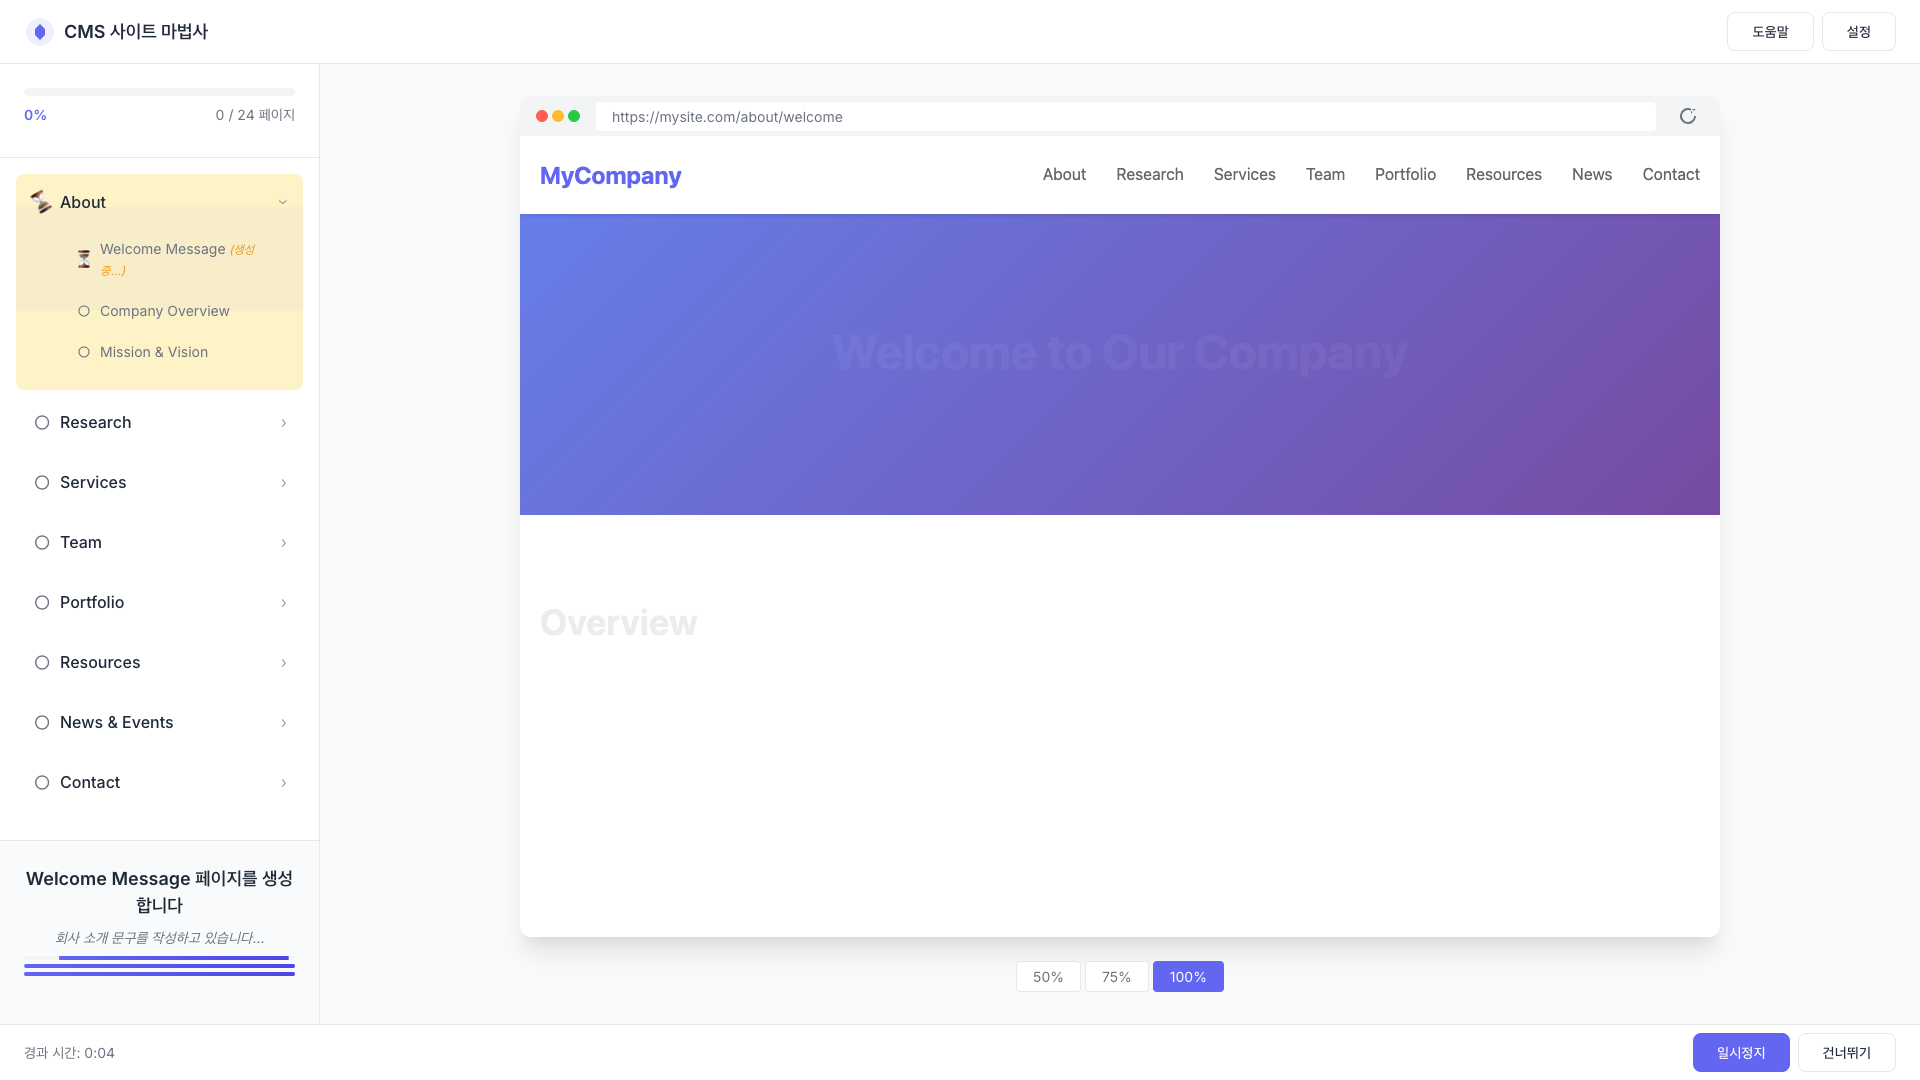 CMS 사이트 마법사
도움말
설정
0%
0 / 24 페이지
About
Welcome Message (생성
중...)
Company Overview
Mission & Vision
Research
Services
Team
Portfolio
Resources
News & Events
Contact
Welcome Message 페이지를 생성
합니다
회사 소개 문구를 작성하고 있습니다...
https://mysite.com/about/welcome
MyCompany
About Research Services Team Portfolio Resources News Contact
Welcome to Our Company
Overview
50% 75% 100%
경과 시간: 0:04
일시정지
건너뛰기